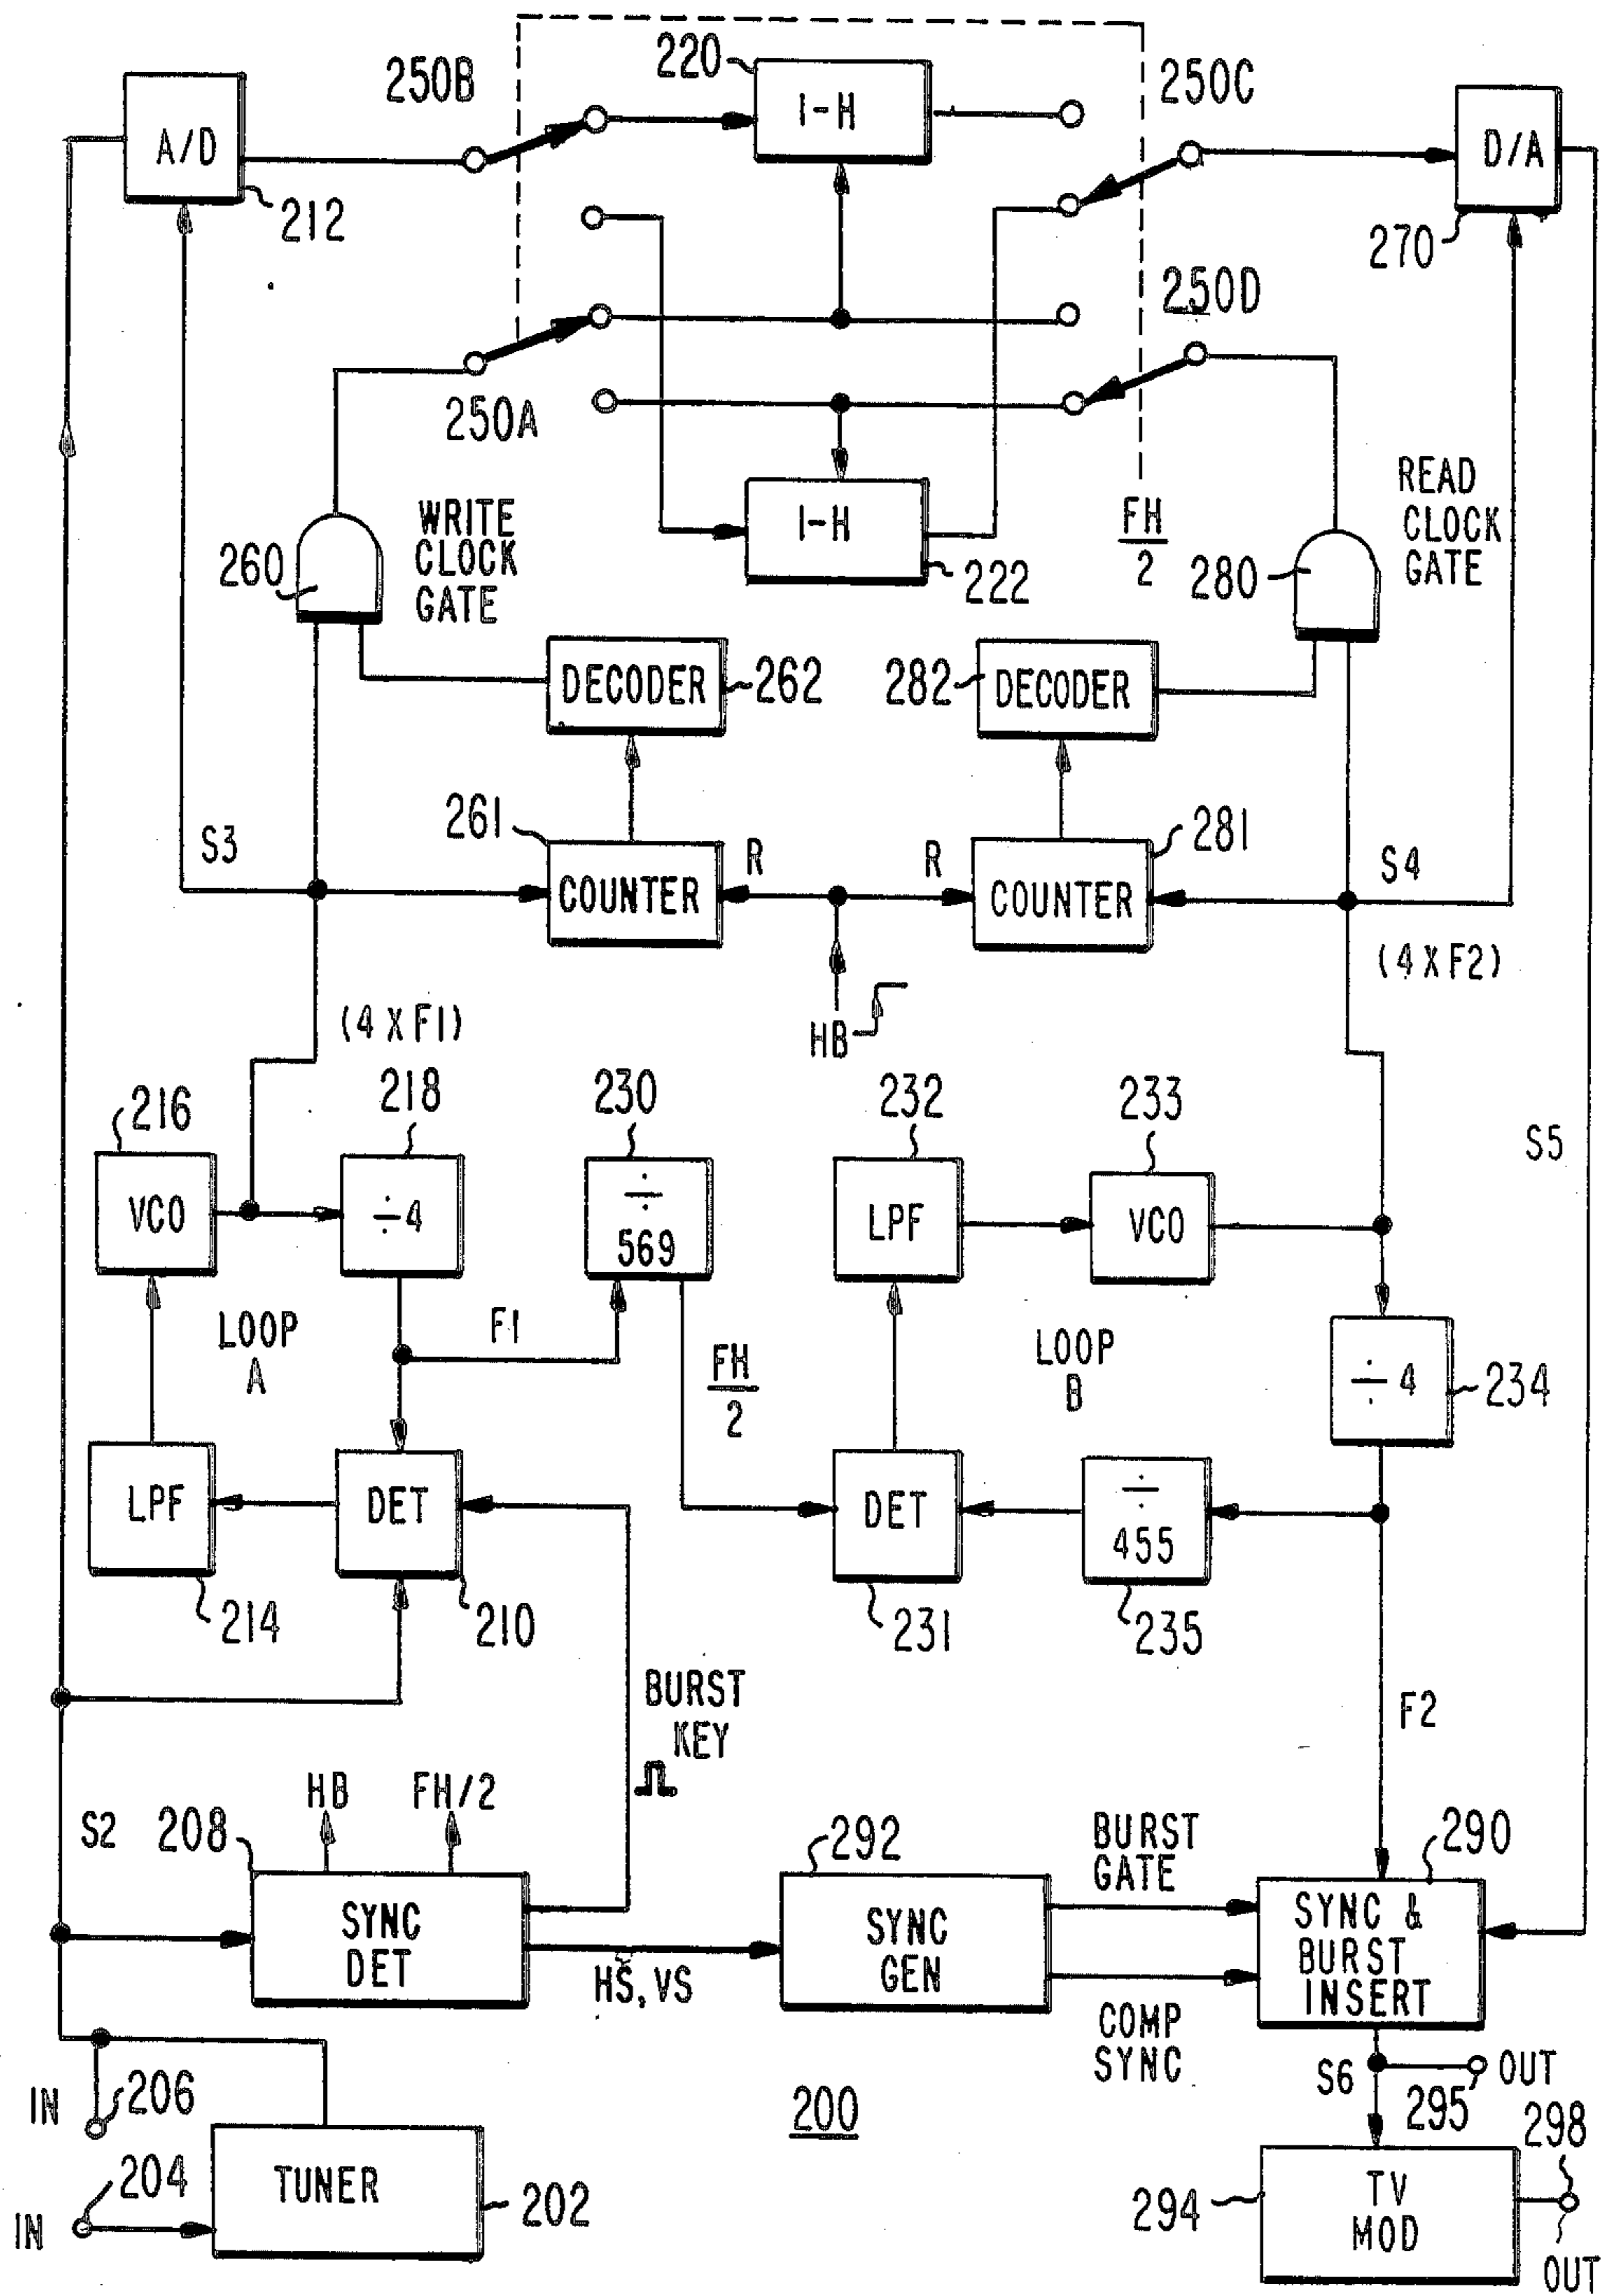 220
250B
250C
I-H
A/D
D/A
212
270
250D
250A
READ
CLOCK
GATE
WRITE
CLOCK
GATE
I-H
FH
2
260
222
280
DECODER
262
282
DECODER
261
281
S3
R
R
S4
COUNTER
COUNTER
(4 X F2)
(4 X F1)
HB
216
218
230
232
233
S5
VCO
÷4
÷
569
LPF
VCO
LOOP
A
F1
FH
2
LOOP
B
÷4
234
LPF
DET
DET
÷
455
214
210
231
235
BURST
KEY
F2
HB
FH/2
S2
208
292
BURST
GATE
290
SYNC
DET
SYNC
GEN
SYNC &
BURST
INSERT
HS, VS
COMP
SYNC
S6
OUT
295
IN
206
200
298
204
TUNER
202
294
TV
MOD
IN
OUT